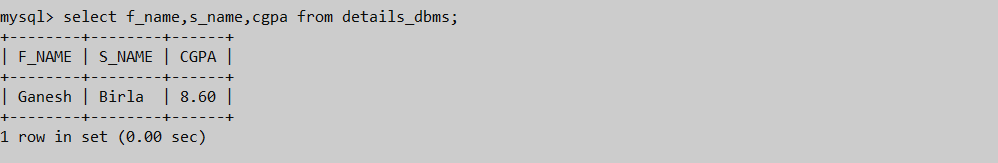 mysql> select f_name,s_name,cgpa from details_dbms;
+--------+--------+------+
| F_NAME | S_NAME | CGPA |
+--------+--------+------+
| Ganesh | Birla  | 8.60 |
+--------+--------+------+
1 row in set (0.00 sec)